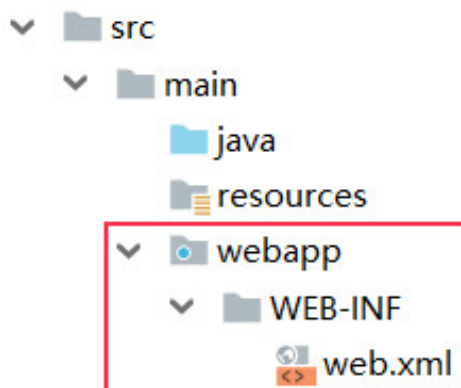 src
main
java
resources
webapp
WEB-INF
web.xml